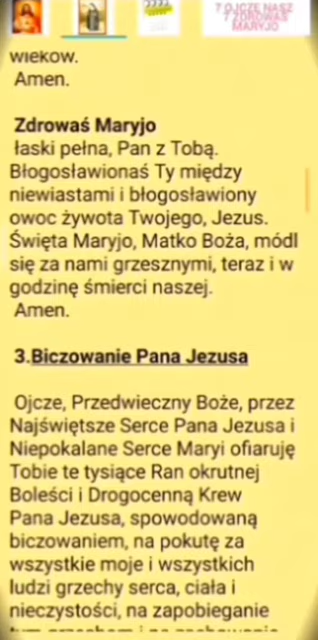 7 OJCZE NASZ
7 ZDROWAŚ
MARYJO
wieków.
Amen.
Zdrowaś Maryjo
łaski pełna, Pan z Tobą.
Błogosławionaś Ty między
niewiastami i błogosławiony
owoc żywota Twojego, Jezus.
Święta Maryjo, Matko Boża, módl
się za nami grzesznymi, teraz i w
godzinę śmierci naszej.
Amen.
3.Biczowanie Pana Jezusa
Ojcze, Przedwieczny Boże, przez
Najświętsze Serce Pana Jezusa i
Niepokalane Serce Maryi ofiaruję
Tobie te tysiące Ran okrutnej
Boleści i Drogocenną Krew
Pana Jezusa, spowodowaną
biczowaniem, na pokutę za
wszystkie moje i wszystkich
ludzi grzechy serca, ciała i
nieczystości, na zapobieganie